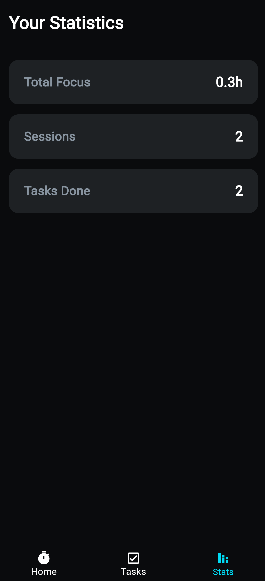 Your Statistics
Total Focus 0.3h
Sessions 2
Tasks Done 2
Home Tasks Stats